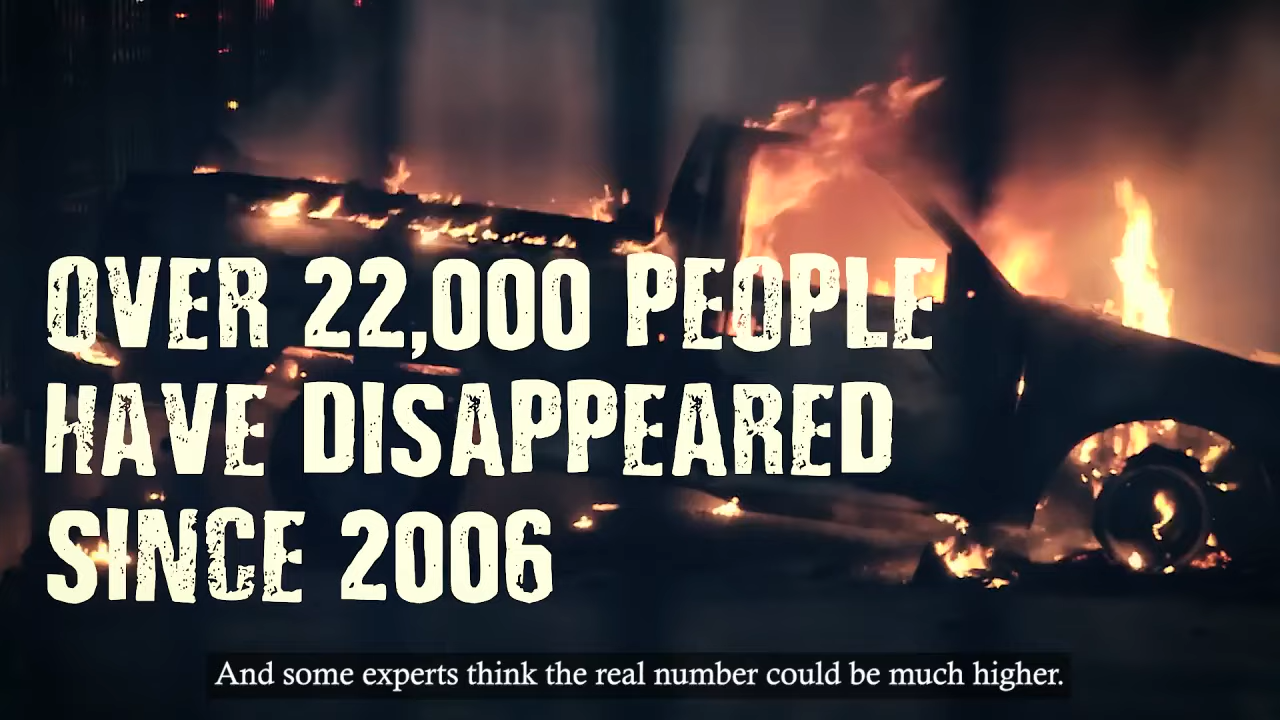 OVER 22,000 PEOPLE
HAVE DISAPPEARED
SINCE 2006
And some experts think the real number could be much higher.